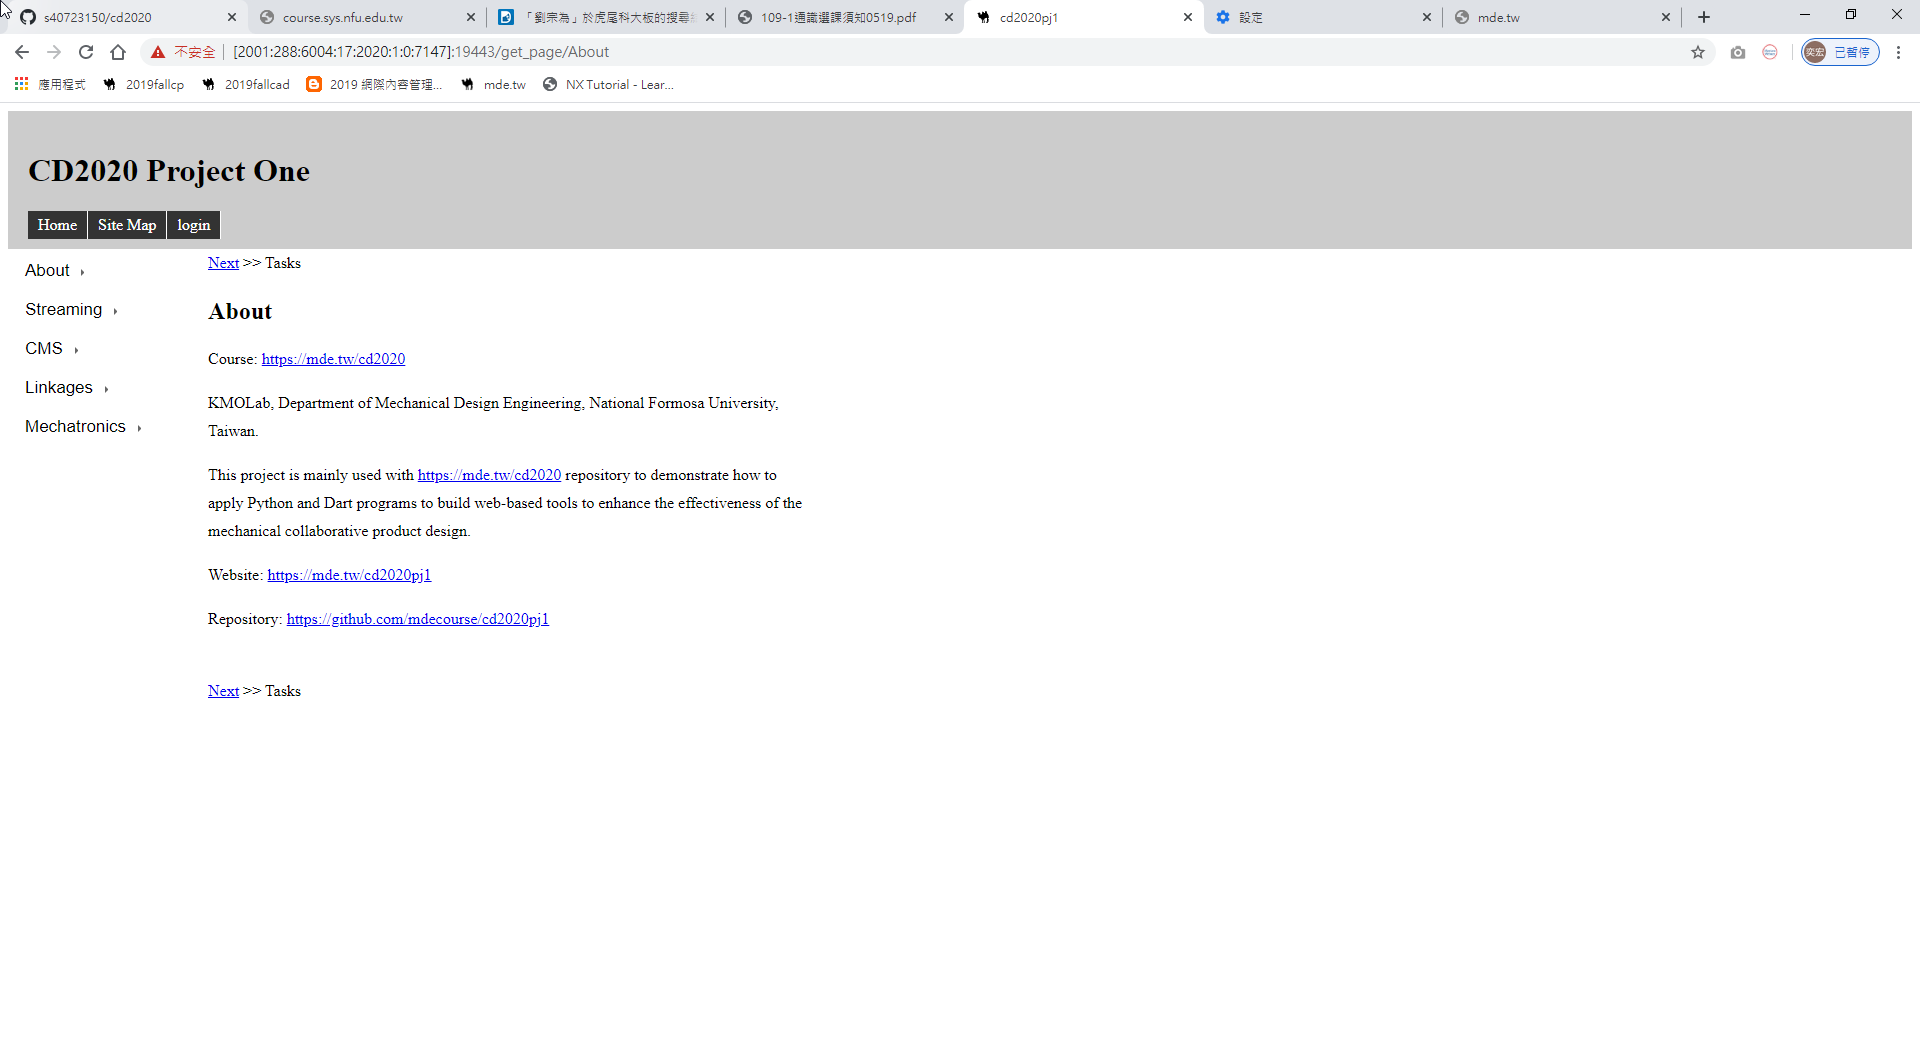 s40723150/cd2020
course.sys.nfu.edu.tw
「劉宗為」於虎尾科大板的搜尋
109-1通識選課須知0519.pdf
cd2020pj1
設定
mde.tw
不安全 [2001:288:6004:17:2020:1:0:7147]:19443/get_page/About
奕宏 已暫停
應用程式
2019fallcp
2019fallcad
2019 網際內容管理...
mde.tw
NX Tutorial - Lear...
CD2020 Project One
Home
Site Map
login
About
Streaming
CMS
Linkages
Mechatronics
Next >> Tasks
About
Course: https://mde.tw/cd2020
KMOLab, Department of Mechanical Design Engineering, National Formosa University,
Taiwan.
This project is mainly used with https://mde.tw/cd2020 repository to demonstrate how to
apply Python and Dart programs to build web-based tools to enhance the effectiveness of the
mechanical collaborative product design.
Website: https://mde.tw/cd2020pj1
Repository: https://github.com/mdecourse/cd2020pj1
Next >> Tasks